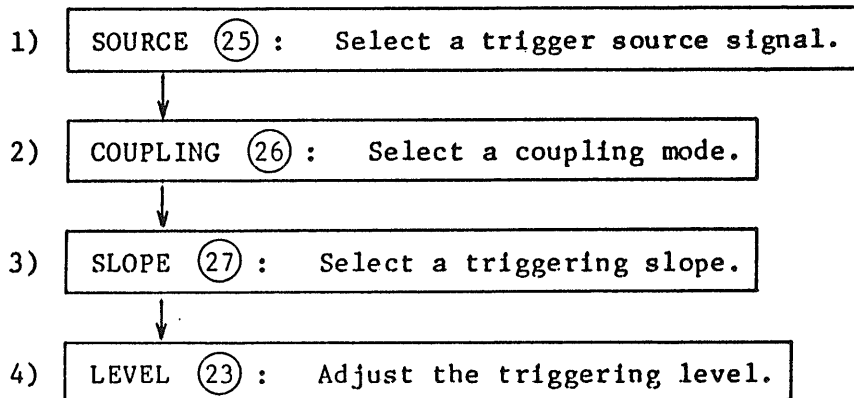 1) SOURCE 25 : Select a trigger source signal.
2) COUPLING 26 : Select a coupling mode.
3) SLOPE 27 : Select a triggering slope.
4) LEVEL 23 : Adjust the triggering level.